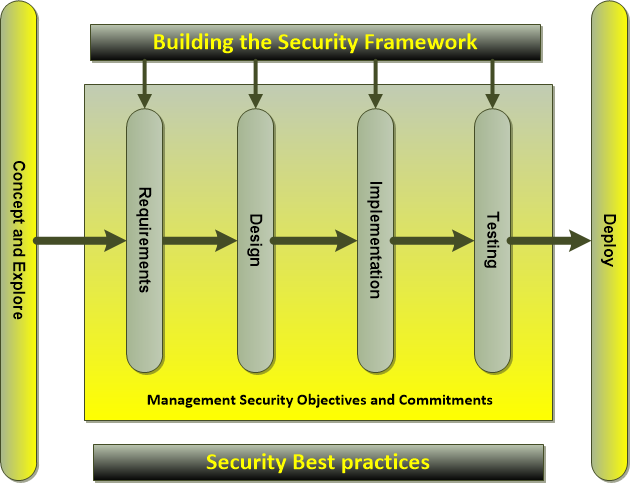 Building the Security Framework
Concept and Explore
Requirements
Design
Implementation
Testing
Deploy
Management Security Objectives and Commitments
Security Best practices